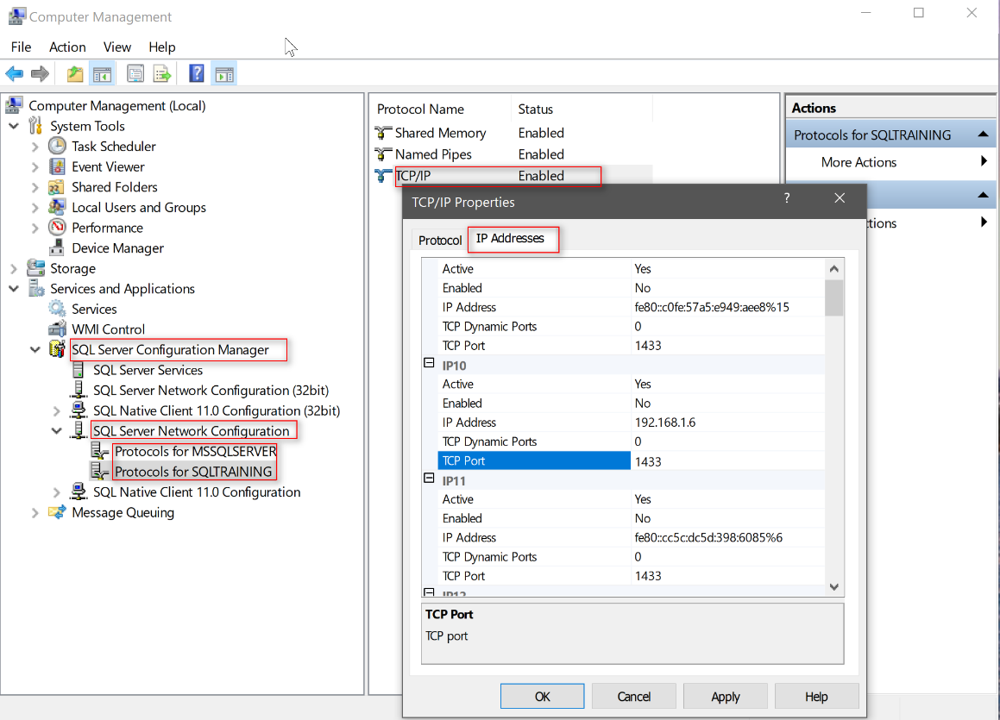 Computer Management
File Action View Help
Computer Management (Local)
System Tools
Task Scheduler
Event Viewer
Shared Folders
Local Users and Groups
Performance
Device Manager
Storage
Services and Applications
Services
WMI Control
SQL Server Configuration Manager
SQL Server Services
SQL Server Network Configuration (32bit)
SQL Native Client 11.0 Configuration (32bit)
SQL Server Network Configuration
Protocols for MSSQLSERVER
Protocols for SQLTRAINING
SQL Native Client 11.0 Configuration
Message Queuing
Protocol Name Status
Shared Memory Enabled
Named Pipes Enabled
TCP/IP Enabled
Actions
Protocols for SQLTRAINING
More Actions
TCP/IP Properties ?
Protocol IP Addresses
Active Yes
Enabled No
IP Address fe80::c0fe:57a5:e949:aee8%15
TCP Dynamic Ports 0
TCP Port 1433
IP10
Active Yes
Enabled No
IP Address 192.168.1.6
TCP Dynamic Ports 0
TCP Port 1433
IP11
Active Yes
Enabled No
IP Address fe80::cc5c:dc5d:398:6085%6
TCP Dynamic Ports 0
TCP Port 1433
IP12
TCP Port
TCP port
OK Cancel Apply Help